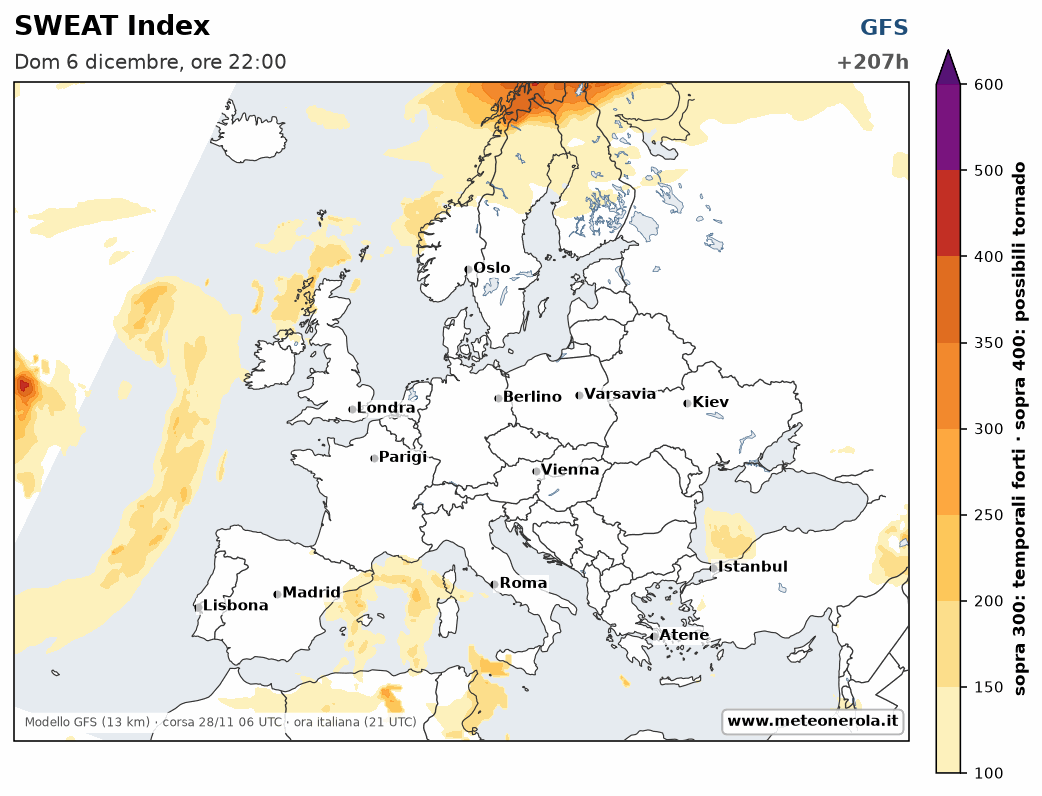 SWEAT Index
GFS
Dom 6 dicembre, ore 22:00
+207h
600
500
400
350
300
250
200
150
100
sopra 300: temporali forti · sopra 400: possibili tornado
Oslo
Berlino
Varsavia
Kiev
Londra
Parigi
Vienna
Istanbul
Roma
Madrid
Lisbona
Atene
Modello GFS (13 km) · corsa 28/11 06 UTC · ora italiana (21 UTC)
www.meteonerola.it